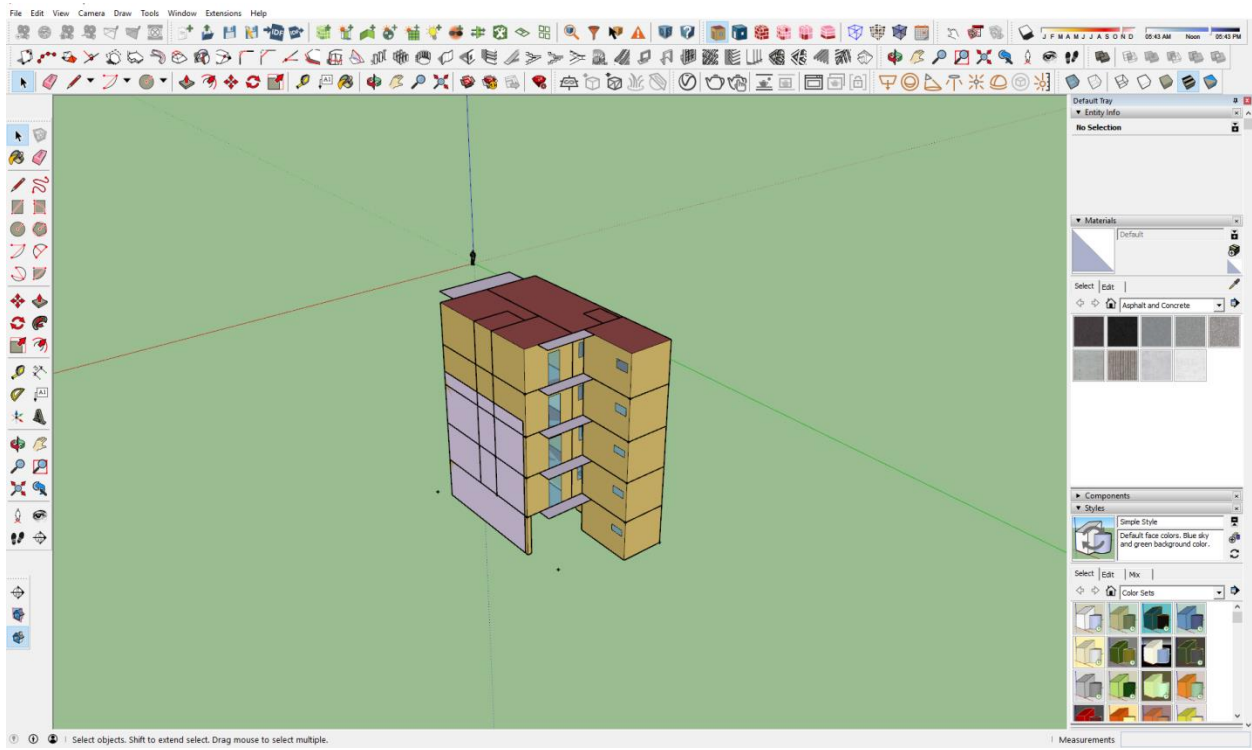 File Edit View Camera Draw Tools Window Extensions Help
IDF IDF
J F M A M J J A S O N D 05:43 AM Noon 05:43 PM
Default Tray
Entity Info
No Selection
Materials
Default
Select Edit
Asphalt and Concrete
Components
Styles
Simple Style
Default face colors. Blue sky
and green background color.
Select Edit Mix
Color Sets
Select objects. Shift to extend select. Drag mouse to select multiple.
Measurements